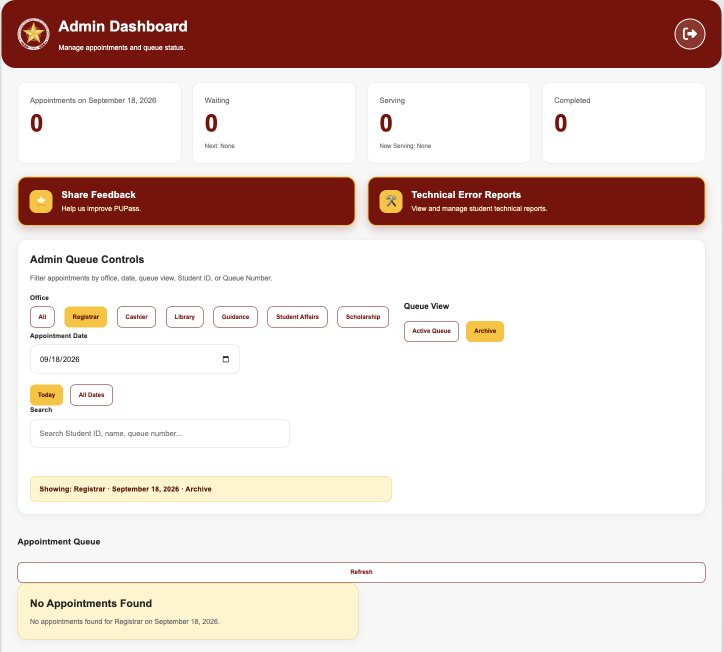 Admin Dashboard
Manage appointments and queue status.
Appointments on September 18, 2026
0
Waiting
0
Next: None
Serving
0
Now Serving: None
Completed
0
Share Feedback
Help us improve PUPass.
Technical Error Reports
View and manage student technical reports.
Admin Queue Controls
Filter appointments by office, date, queue view, Student ID, or Queue Number.
Office
All Registrar Cashier Library Guidance Student Affairs Scholarship
Queue View
Active Queue Archive
Appointment Date
09/18/2026
Today All Dates
Search
Search Student ID, name, queue number...
Showing: Registrar · September 18, 2026 · Archive
Appointment Queue
Refresh
No Appointments Found
No appointments found for Registrar on September 18, 2026.